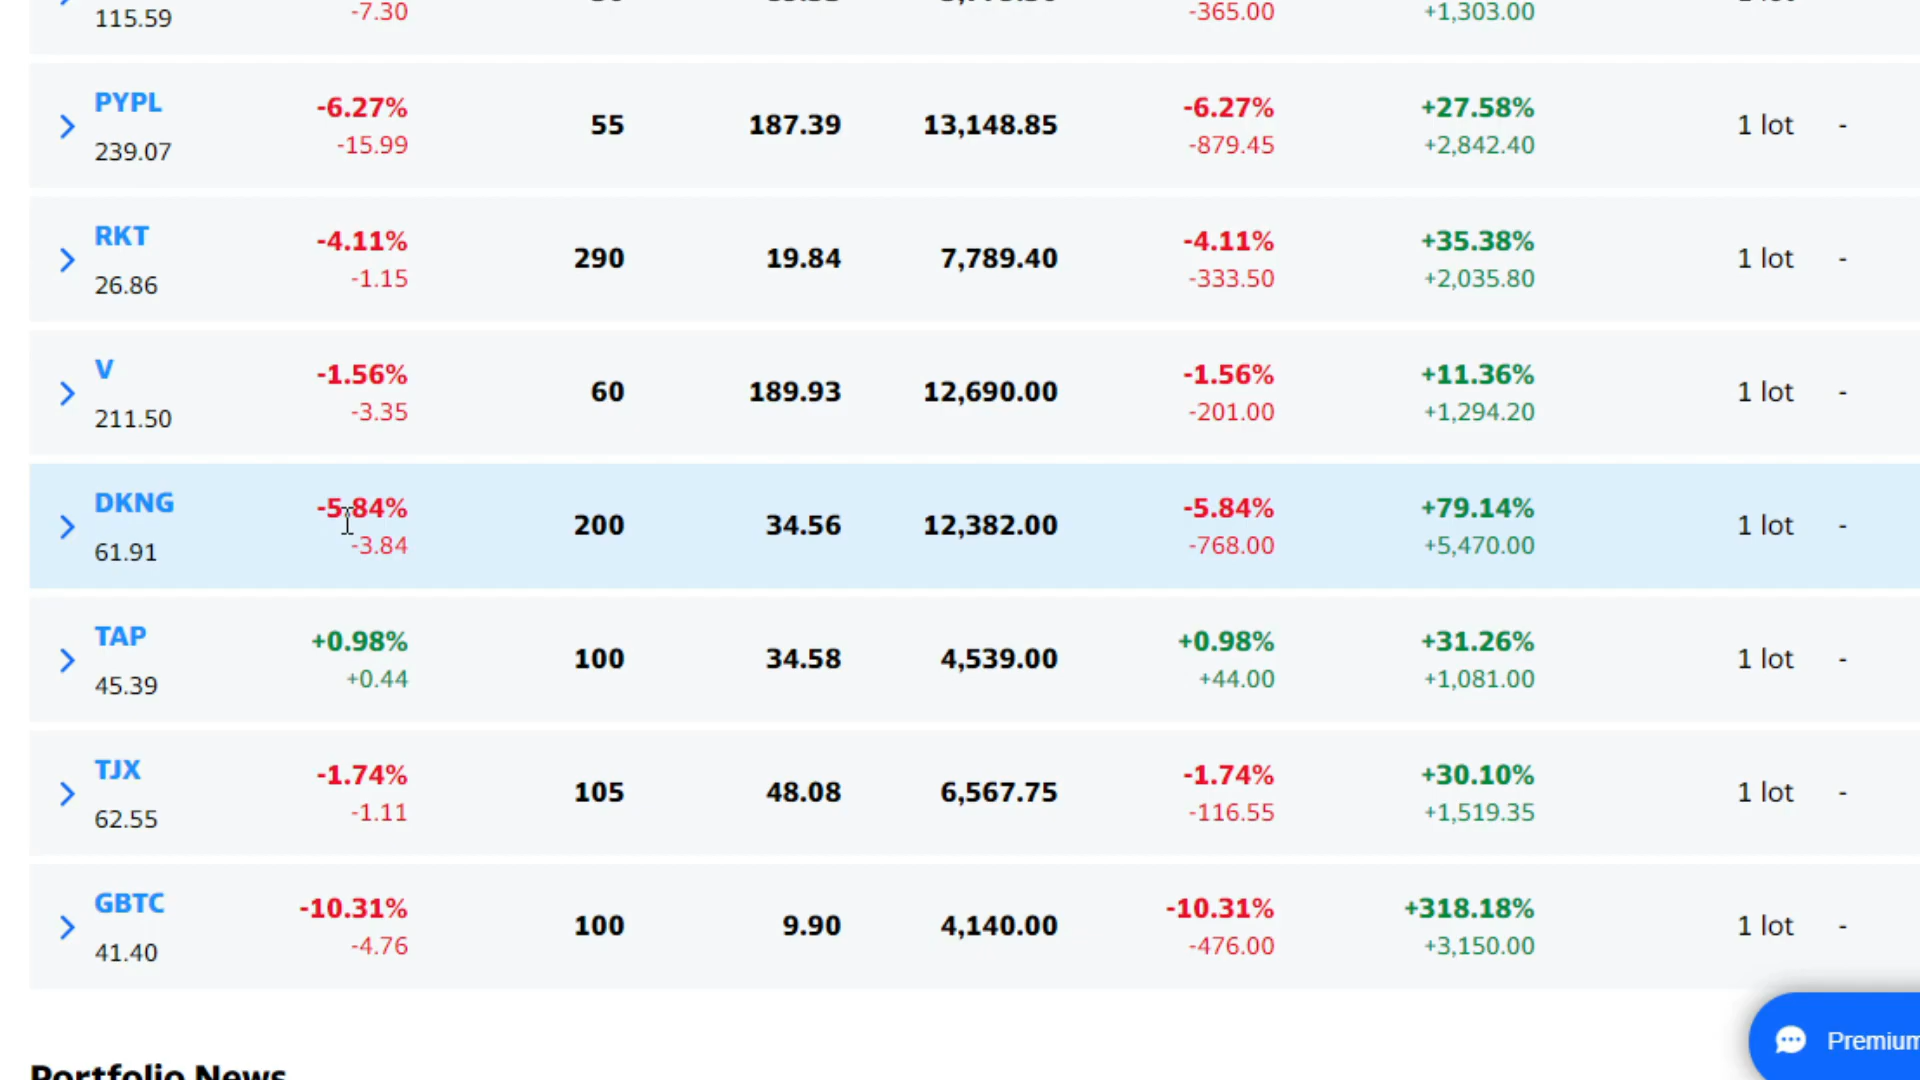 115.59 -7.30 -365.00 +1,303.00
PYPL -6.27% 55 187.39 13,148.85 -6.27% +27.58% 1 lot -
239.07 -15.99 -879.45 +2,842.40
RKT -4.11% 290 19.84 7,789.40 -4.11% +35.38% 1 lot -
26.86 -1.15 -333.50 +2,035.80
V -1.56% 60 189.93 12,690.00 -1.56% +11.36% 1 lot -
211.50 -3.35 -201.00 +1,294.20
DKNG -5.84% 200 34.56 12,382.00 -5.84% +79.14% 1 lot -
61.91 -3.84 -768.00 +5,470.00
TAP +0.98% 100 34.58 4,539.00 +0.98% +31.26% 1 lot -
45.39 +0.44 +44.00 +1,081.00
TJX -1.74% 105 48.08 6,567.75 -1.74% +30.10% 1 lot -
62.55 -1.11 -116.55 +1,519.35
GBTC -10.31% 100 9.90 4,140.00 -10.31% +318.18% 1 lot -
41.40 -4.76 -476.00 +3,150.00
Premium
Portfolio News